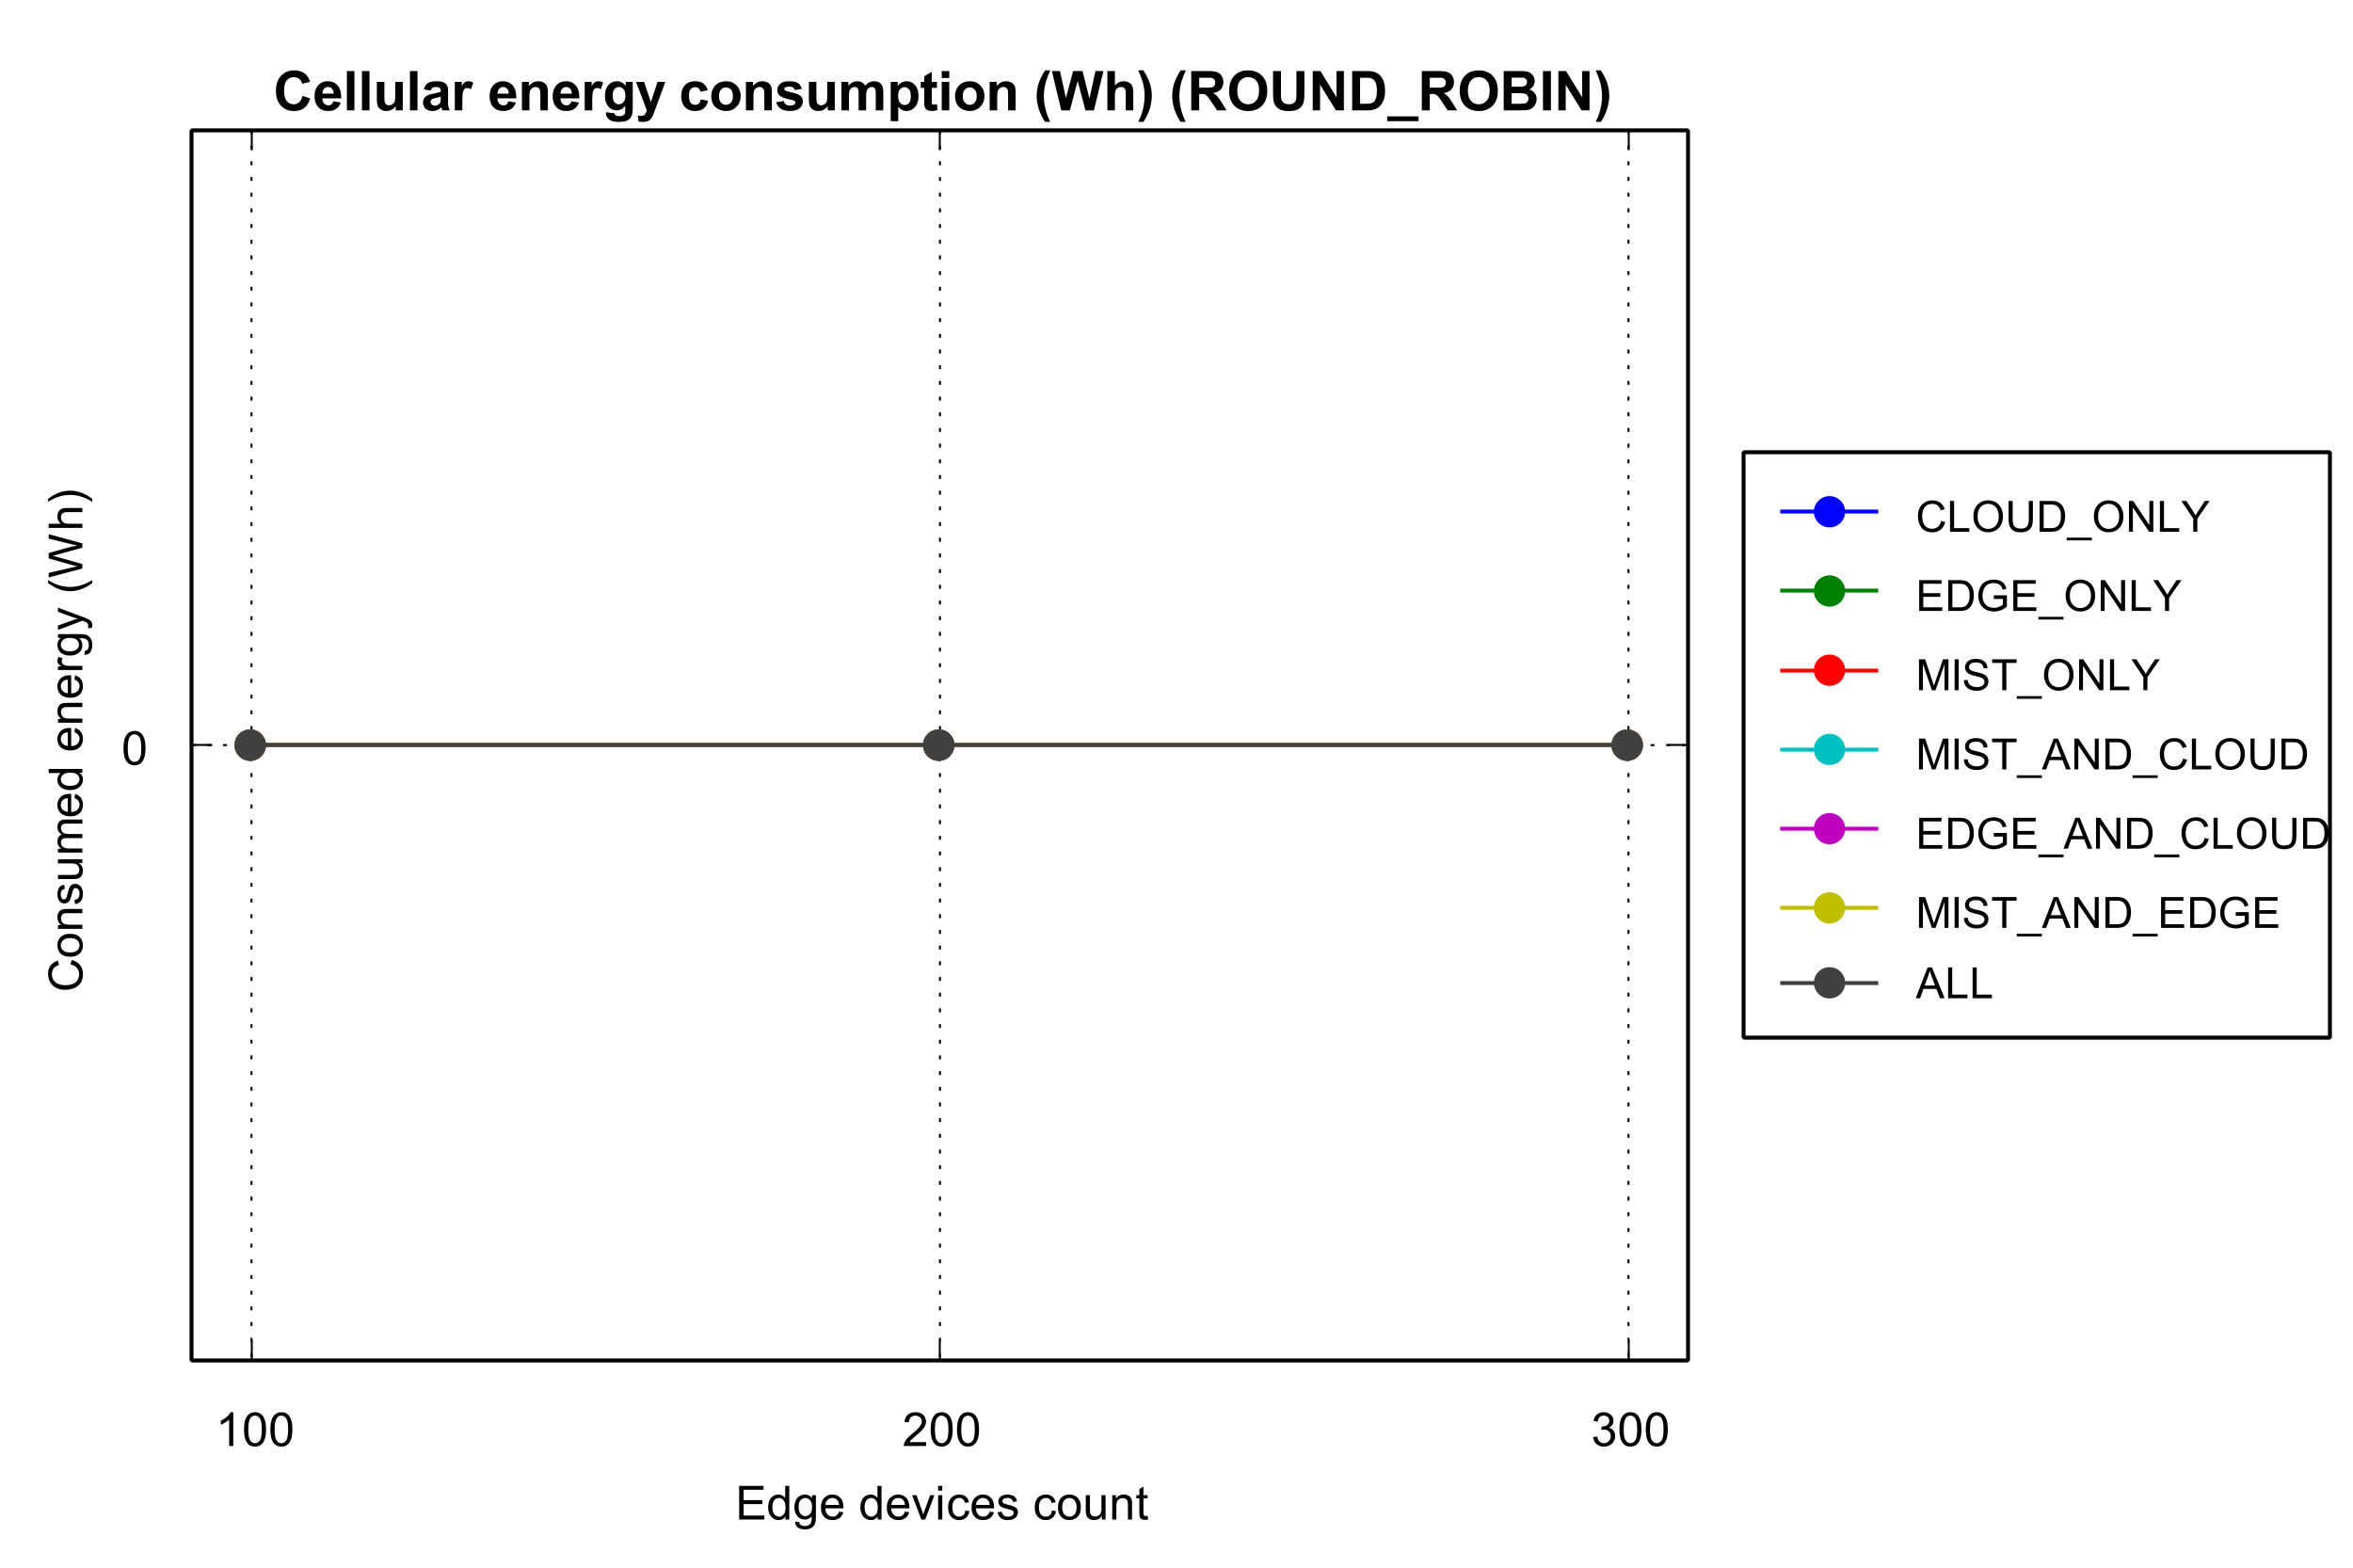 Cellular energy consumption (Wh) (ROUND_ROBIN)
Consumed energy (Wh)
0
100
200
300
Edge devices count
CLOUD_ONLY
EDGE_ONLY
MIST_ONLY
MIST_AND_CLOUD
EDGE_AND_CLOUD
MIST_AND_EDGE
ALL